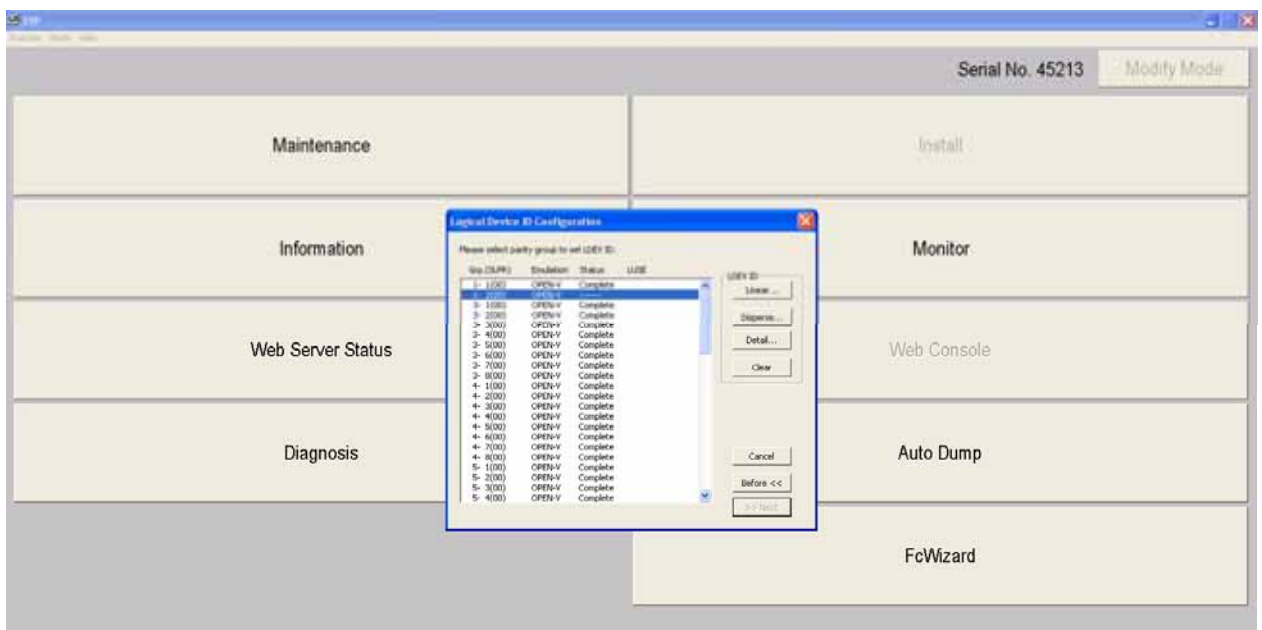 Serial No. 45213 Modify Mode
Maintenance
Install
Information
Monitor
Web Server Status
Web Console
Diagnosis
Auto Dump
FcWizard
Logical Device ID Configuration
Please select parity group to set LDEV ID.
Grp.(SLPR) Emulation Status LUSE
1- 1(00) OPEN-V Complete
OPEN-V
3- 1(00) OPEN-V Complete
3- 2(00) OPEN-V Complete
3- 3(00) OPEN-V Complete
3- 4(00) OPEN-V Complete
3- 5(00) OPEN-V Complete
3- 6(00) OPEN-V Complete
3- 7(00) OPEN-V Complete
3- 8(00) OPEN-V Complete
4- 1(00) OPEN-V Complete
4- 2(00) OPEN-V Complete
4- 3(00) OPEN-V Complete
4- 4(00) OPEN-V Complete
4- 5(00) OPEN-V Complete
4- 6(00) OPEN-V Complete
4- 7(00) OPEN-V Complete
4- 8(00) OPEN-V Complete
5- 1(00) OPEN-V Complete
5- 2(00) OPEN-V Complete
5- 3(00) OPEN-V Complete
5- 4(00) OPEN-V Complete
LDEV ID
Linear ...
Disperse...
Detail...
Clear
Cancel
Before <<
>> Next